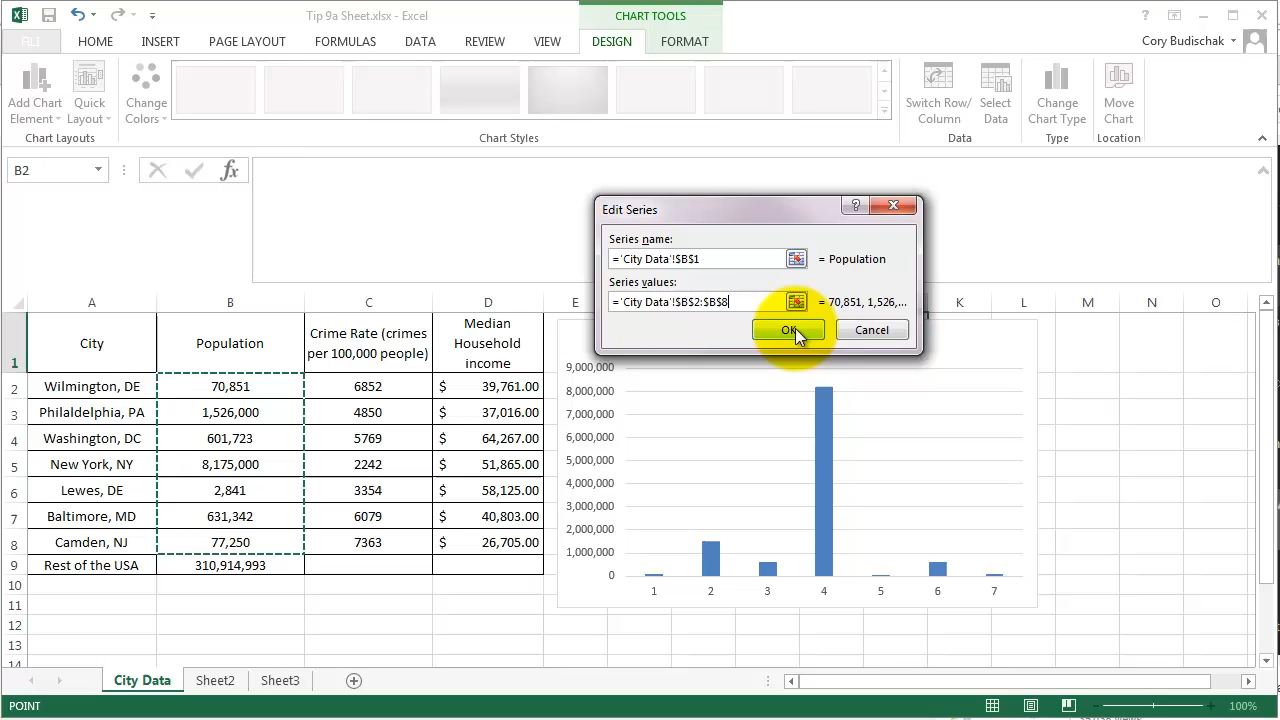 Tip 9a Sheet.xlsx - Excel
CHART TOOLS
HOME INSERT PAGE LAYOUT FORMULAS DATA REVIEW VIEW DESIGN FORMAT
Cory Budischak
Add Chart Element
Quick Layout
Change Colors
Switch Row/ Column
Select Data
Change Chart Type
Move Chart
Chart Layouts
Chart Styles
Data
Type
Location
B2
fx
Edit Series
Series name:
='City Data'!$B$1
= Population
Series values:
='City Data'!$B$2:$B$8
= 70,851, 1,526,...
OK
Cancel
A B C D E K L M N O
1 City Population Crime Rate (crimes per 100,000 people) Median Household income
2 Wilmington, DE 70,851 6852 $ 39,761.00
3 Philaldelphia, PA 1,526,000 4850 $ 37,016.00
4 Washington, DC 601,723 5769 $ 64,267.00
5 New York, NY 8,175,000 2242 $ 51,865.00
6 Lewes, DE 2,841 3354 $ 58,125.00
7 Baltimore, MD 631,342 6079 $ 40,803.00
8 Camden, NJ 77,250 7363 $ 26,705.00
9 Rest of the USA 310,914,993
10
11
12
13
14
9,000,000
8,000,000
7,000,000
6,000,000
5,000,000
4,000,000
3,000,000
2,000,000
1,000,000
0
1 2 3 4 5 6 7
City Data Sheet2 Sheet3
POINT
100%